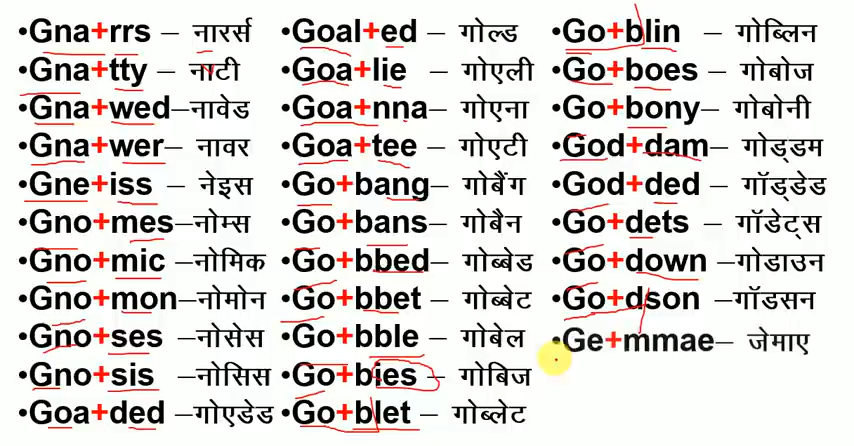 •Gna+rrs – नारर्स
•Gna+tty – नाटी
•Gna+wed–नावेड
•Gna+wer– नावर
•Gne+iss – नेइस
•Gno+mes–नोम्स
•Gno+mic –नोमिक
•Gno+mon–नोमोन
•Gno+ses –नोसेस
•Gno+sis –नोसिस
•Goa+ded –गोएडेड
•Goal+ed – गोल्ड
•Goa+lie – गोएली
•Goa+nna – गोएना
•Goa+tee – गोएटी
•Go+bang – गोबैंग
•Go+bans – गोबैन
•Go+bbed – गोब्बेड
•Go+bbet – गोब्बेट
•Go+bble – गोबेल
•Go+bies – गोबिज
•Go+blet – गोब्लेट
•Go+blin – गोब्लिन
•Go+boes – गोबोज
•Go+bony– गोबोनी
•God+dam – गोड्डम
•God+ded – गॉड्डेड
•Go+dets – गॉडेट्स
•Go+down –गोडाउन
•Go+dson –गॉडसन
•Ge+mmae– जेमाए